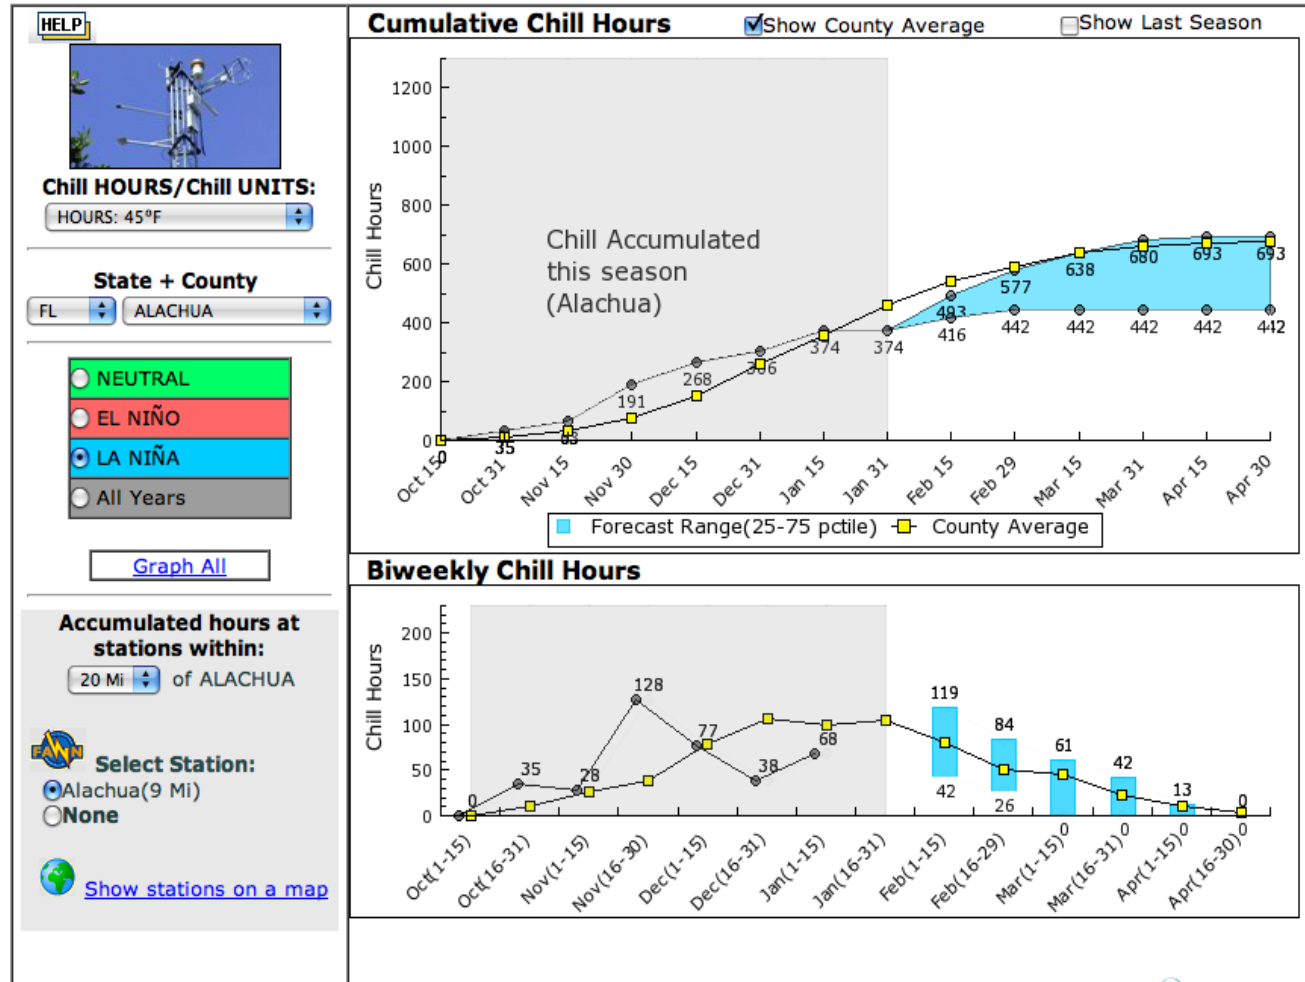 HELP
Chill HOURS/Chill UNITS:
HOURS: 45°F
State + County
FL ALACHUA
NEUTRAL
EL NIÑO
LA NIÑA
All Years
Graph All
Accumulated hours at
stations within:
20 Mi of ALACHUA
FAWN
Select Station:
Alachua(9 Mi)
None
Show stations on a map
Cumulative Chill Hours
Show County Average
Show Last Season
Chill Hours
1200
1000
800
600
400
200
0
Chill Accumulated
this season
(Alachua)
0 35 63 191 268 306 374 374 493 577 638 680 693 693
416 442 442 442 442 442
Oct 15 Oct 31 Nov 15 Nov 30 Dec 15 Dec 31 Jan 15 Jan 31 Feb 15 Feb 29 Mar 15 Mar 31 Apr 15 Apr 30
Forecast Range(25-75 pctile) County Average
Biweekly Chill Hours
Chill Hours
200
150
100
50
0
0 35 28 128 77 38 68 119 84 61 42 13 0
42 26 0 0 0 0
Oct(1-15) Oct(16-31) Nov(1-15) Nov(16-30) Dec(1-15) Dec(16-31) Jan(1-15) Jan(16-31) Feb(1-15) Feb(16-29) Mar(1-15) Mar(16-31) Apr(1-15) Apr(16-30)